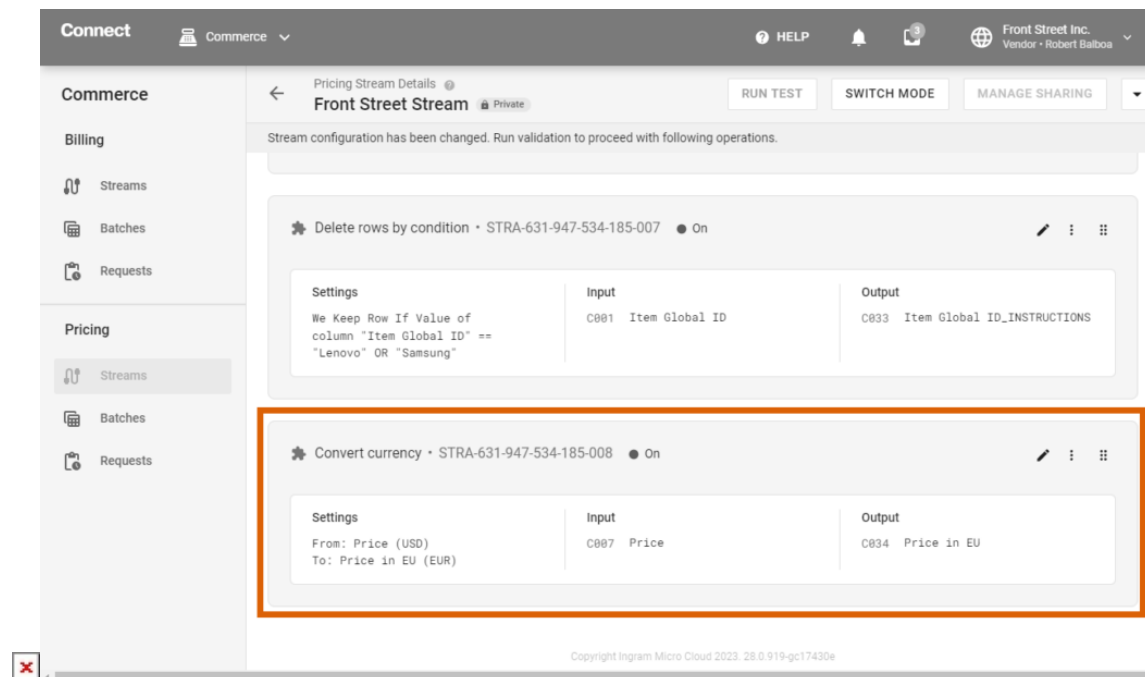 Connect
Commerce
HELP
3
Front Street Inc.
Vendor • Robert Balboa
Commerce
Pricing Stream Details
Front Street Stream Private
RUN TEST
SWITCH MODE
MANAGE SHARING
Stream configuration has been changed. Run validation to proceed with following operations.
Billing
Streams
Batches
Requests
Pricing
Streams
Batches
Requests
Delete rows by condition • STRA-631-947-534-185-007 On
Settings
We Keep Row If Value of
column "Item Global ID" ==
"Lenovo" OR "Samsung"
Input
C001 Item Global ID
Output
C033 Item Global ID_INSTRUCTIONS
Convert currency • STRA-631-947-534-185-008 On
Settings
From: Price (USD)
To: Price in EU (EUR)
Input
C007 Price
Output
C034 Price in EU
Copyright Ingram Micro Cloud 2023. 28.0.919-gc17430e